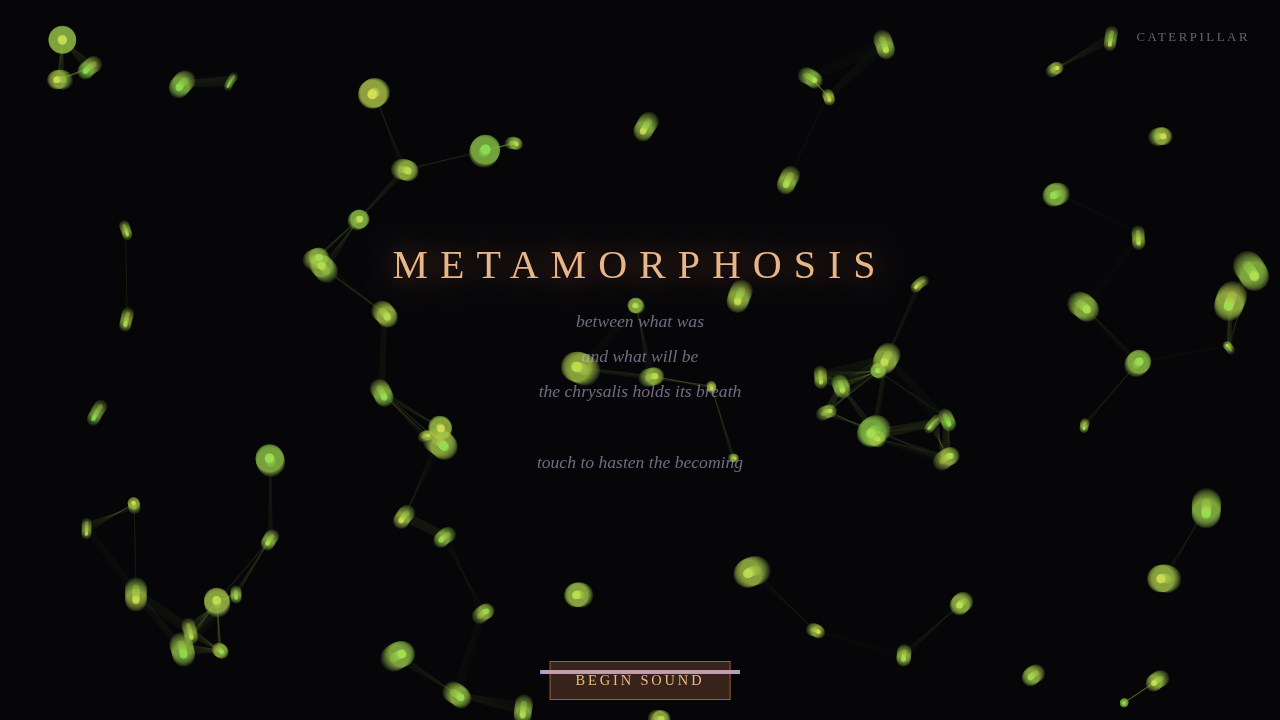 CATERPILLAR
METAMORPHOSIS
between what was
and what will be
the chrysalis holds its breath
touch to hasten the becoming
BEGIN SOUND